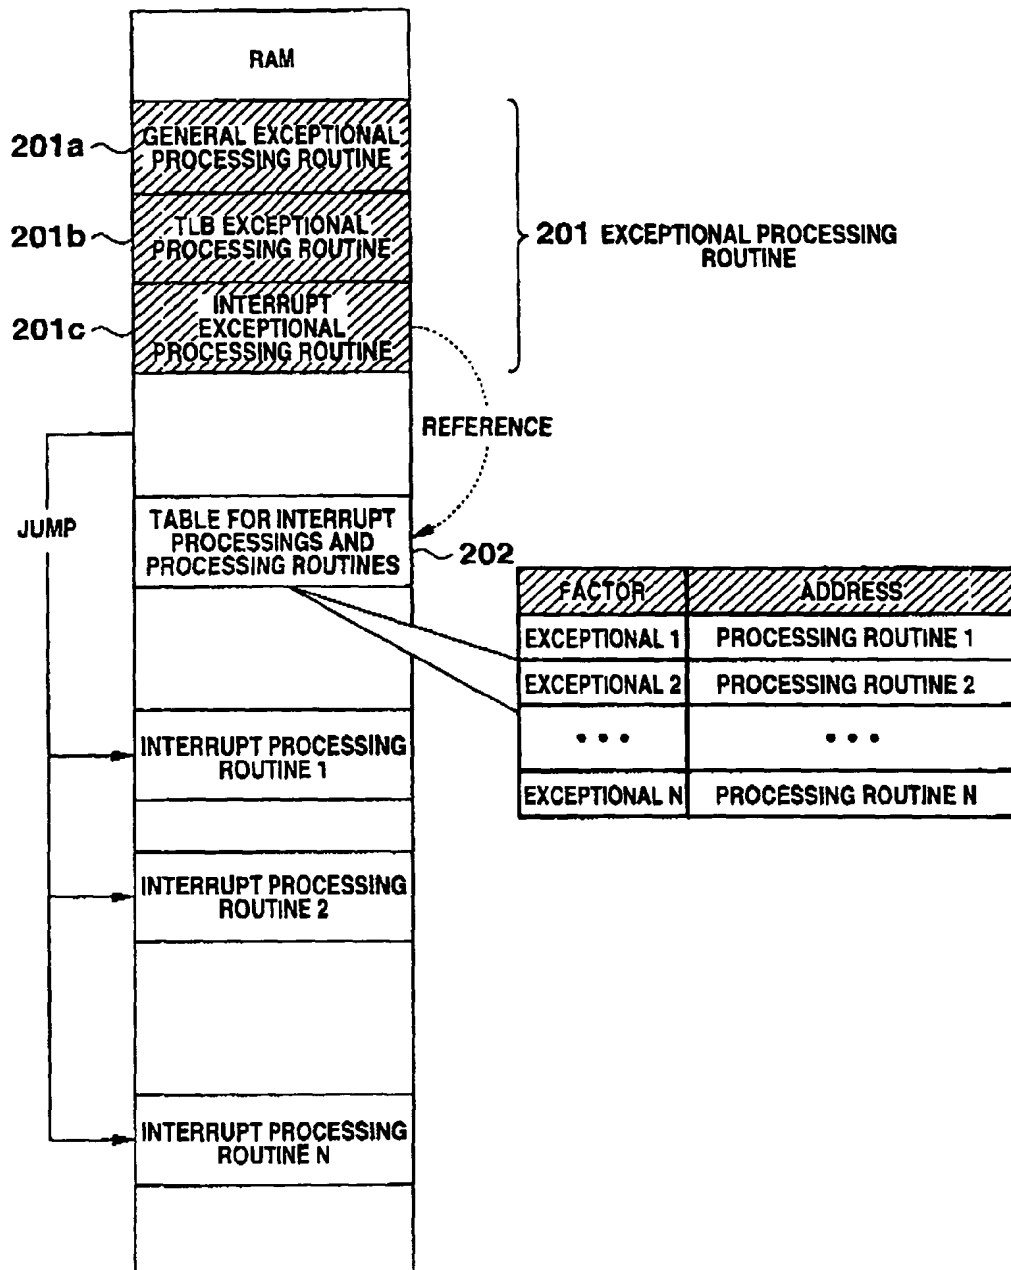 RAM
201a
GENERAL EXCEPTIONAL
PROCESSING ROUTINE
201b
TLB EXCEPTIONAL
PROCESSING ROUTINE
201c
INTERRUPT
EXCEPTIONAL
PROCESSING ROUTINE
201 EXCEPTIONAL PROCESSING
ROUTINE
REFERENCE
JUMP
TABLE FOR INTERRUPT
PROCESSINGS AND
PROCESSING ROUTINES
202
FACTOR ADDRESS
EXCEPTIONAL 1 PROCESSING ROUTINE 1
EXCEPTIONAL 2 PROCESSING ROUTINE 2
••• •••
EXCEPTIONAL N PROCESSING ROUTINE N
INTERRUPT PROCESSING
ROUTINE 1
INTERRUPT PROCESSING
ROUTINE 2
INTERRUPT PROCESSING
ROUTINE N